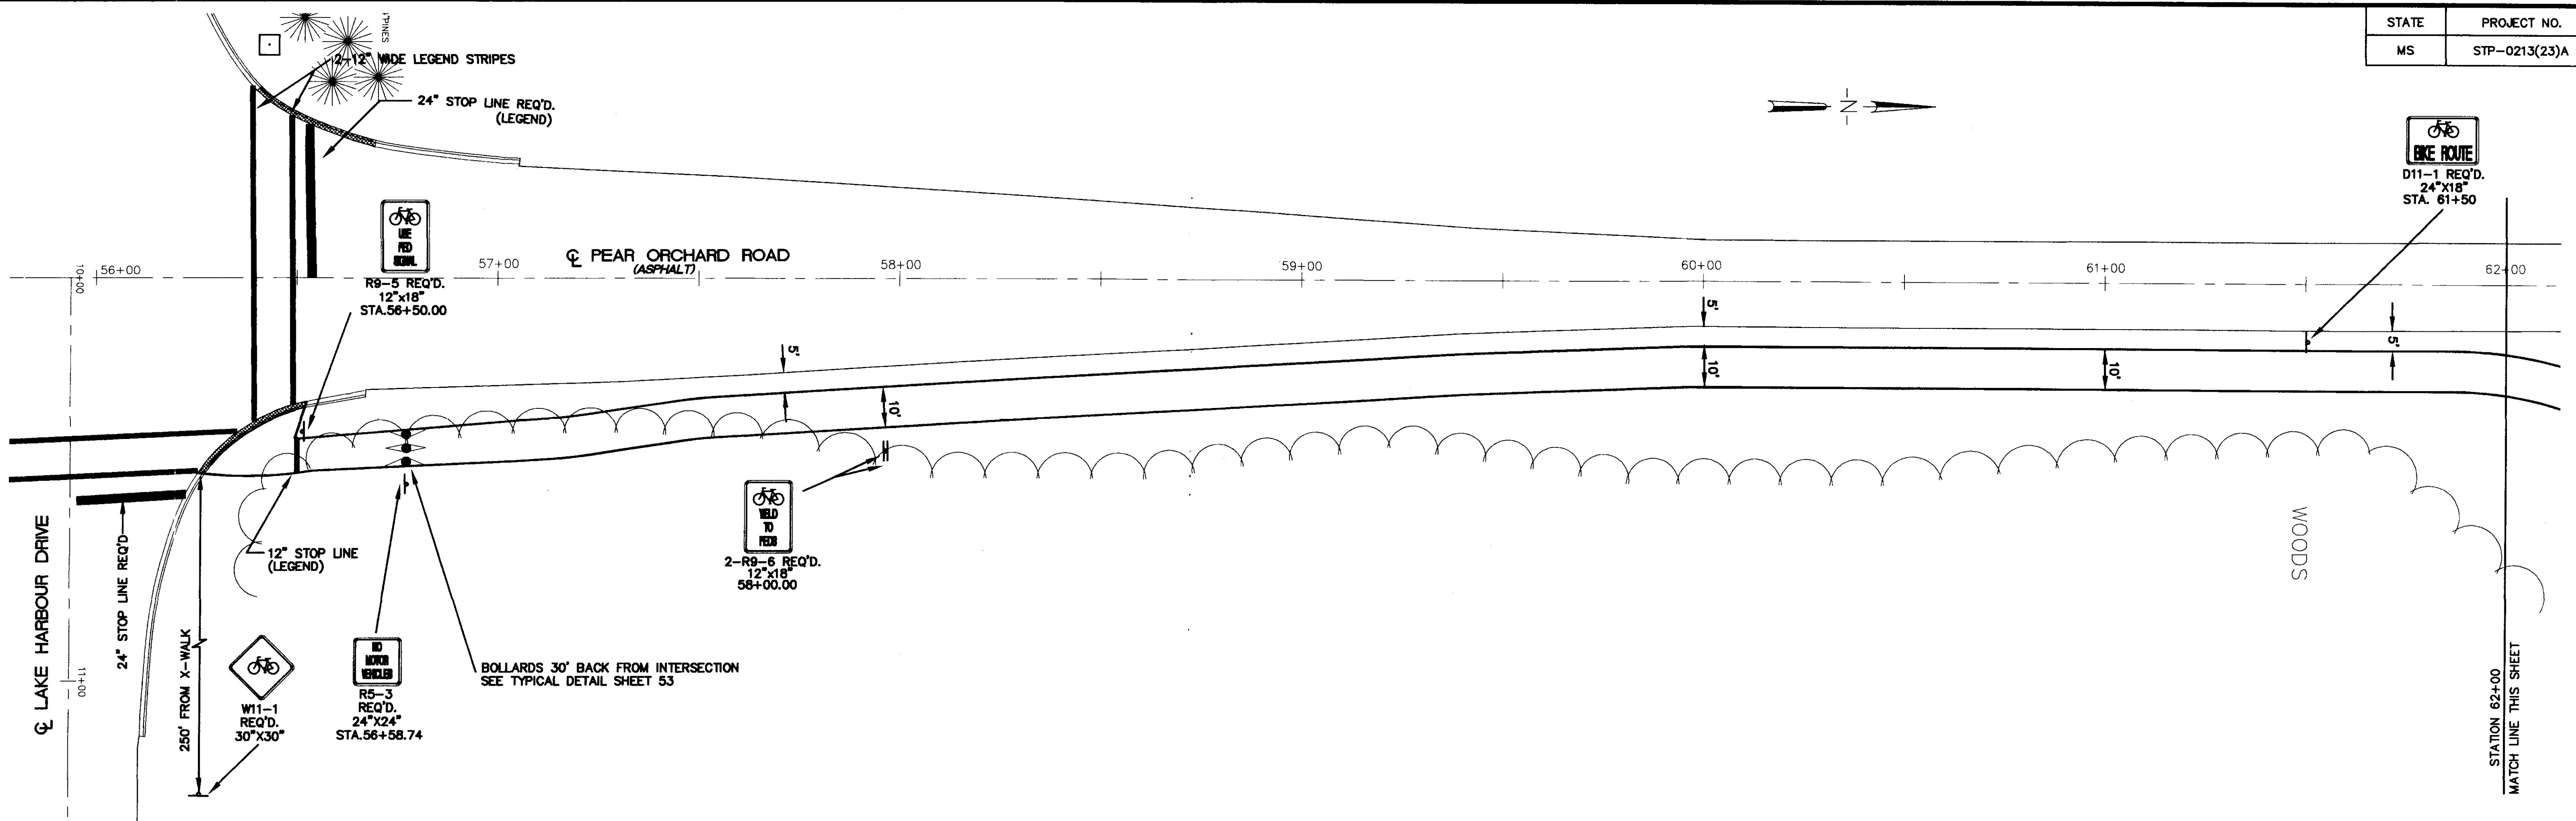 STATE
PROJECT NO.
MS
STP-0213(23)A
PINES
2-12" WIDE LEGEND STRIPES
24" STOP LINE REQ'D.
(LEGEND)
N
BIKE ROUTE
D11-1 REQ'D.
24"X18"
STA. 61+50
USE
PED
SIGNAL
R9-5 REQ'D.
12"x18"
STA.56+50.00
℄ PEAR ORCHARD ROAD
(ASPHALT)
10+00
56+00
57+00
58+00
59+00
60+00
61+00
62+00
5'
5'
5'
10'
10'
10'
YIELD
TO
PEDS
2-R9-6 REQ'D.
12"x18"
58+00.00
WOODS
12" STOP LINE
(LEGEND)
℄ LAKE HARBOUR DRIVE
24" STOP LINE REQ'D
11+00
250' FROM X-WALK
W11-1
REQ'D.
30"X30"
NO
MOTOR
VEHICLES
R5-3
REQ'D.
24"X24"
STA.56+58.74
BOLLARDS 30' BACK FROM INTERSECTION
SEE TYPICAL DETAIL SHEET 53
STATION 62+00
MATCH LINE THIS SHEET